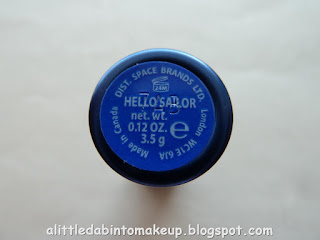 24M
DIST. SPACE BRANDS LTD.
London WC1E 6JA
Made in Canada
HELLO SAILOR
net. wt.
0.12 OZ. e
3.5 g
alittledabintomakeup.blogspot.com